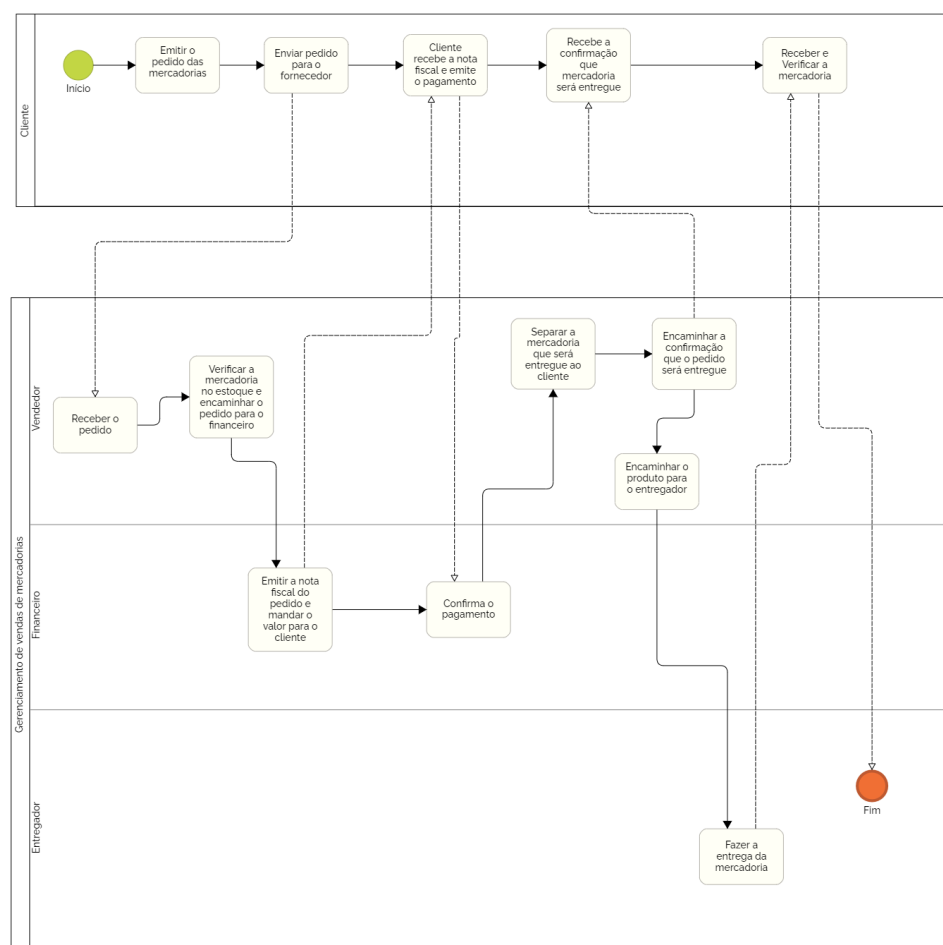 Cliente
Início
Emitir o
pedido das
mercadorias
Enviar pedido
para o
fornecedor
Cliente
recebe a nota
fiscal e emite
o pagamento
Recebe a
confirmação
que
mercadoria
será entregue
Receber e
Verificar a
mercadoria
Gerenciamento de vendas de mercadorias
Vendedor
Receber o
pedido
Verificar a
mercadoria
no estoque e
encaminhar o
pedido para o
financeiro
Separar a
mercadoria
que será
entregue ao
cliente
Encaminhar a
confirmação
que o pedido
será entregue
Encaminhar o
produto para
o entregador
Financeiro
Emitir a nota
fiscal do
pedido e
mandar o
valor para o
cliente
Confirma o
pagamento
Entregador
Fazer a
entrega da
mercadoria
Fim